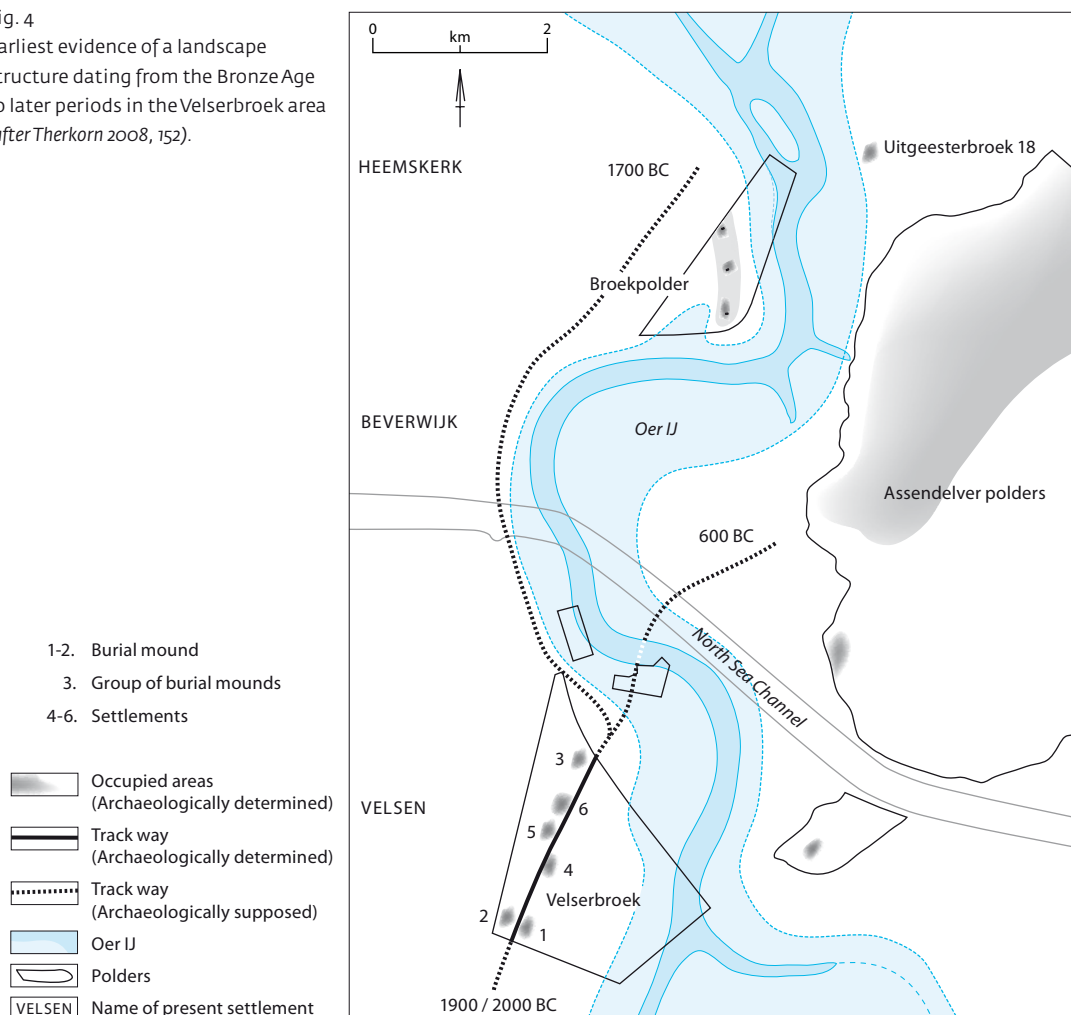 ig. 4
arliest evidence of a landscape
tructure dating from the Bronze Age
o later periods in the Velserbroek area
fter Therkorn 2008, 152).
0 2
km
HEEMSKERK
1700 BC
Uitgeesterbroek 18
Broekpolder
BEVERWIJK
Oer IJ
Assendelver polders
600 BC
North Sea Channel
3
6
VELSEN
5
4
Velserbroek
2
1
1900 / 2000 BC
1-2. Burial mound
3. Group of burial mounds
4-6. Settlements
Occupied areas
(Archaeologically determined)
Track way
(Archaeologically determined)
Track way
(Archaeologically supposed)
Oer IJ
Polders
VELSEN Name of present settlement